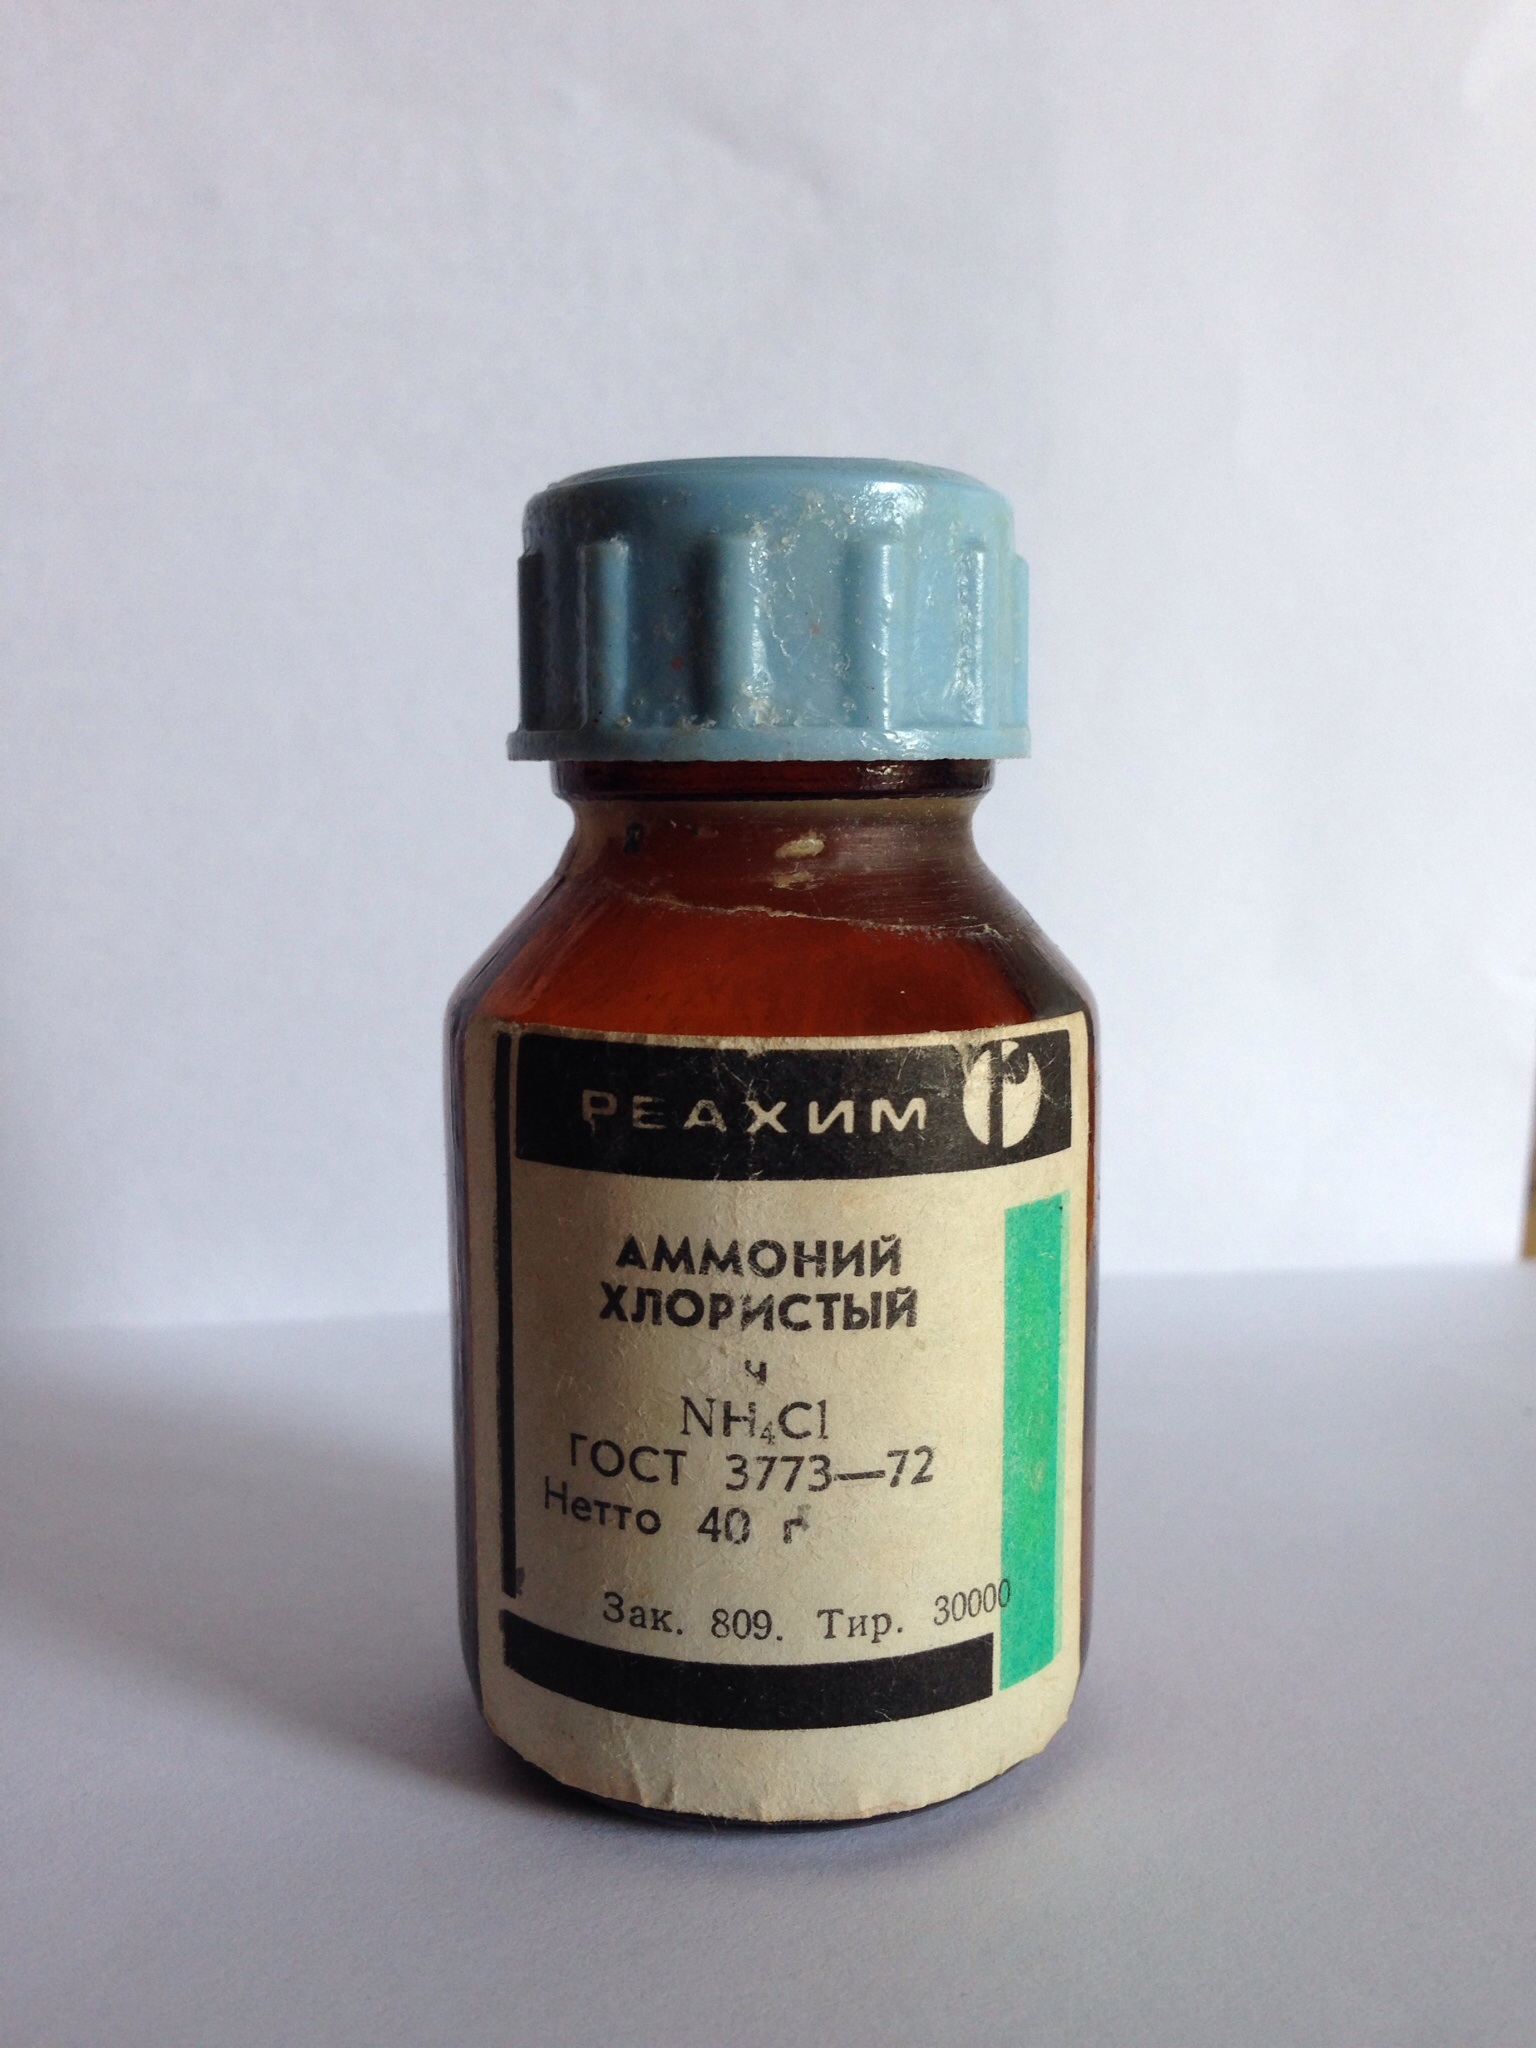 РЕАХИМ
АММОНИЙ
ХЛОРИСТЫЙ
ч
NH₄Cl
ГОСТ 3773—72
Нетто 40 г
Зак. 809. Тир. 30000